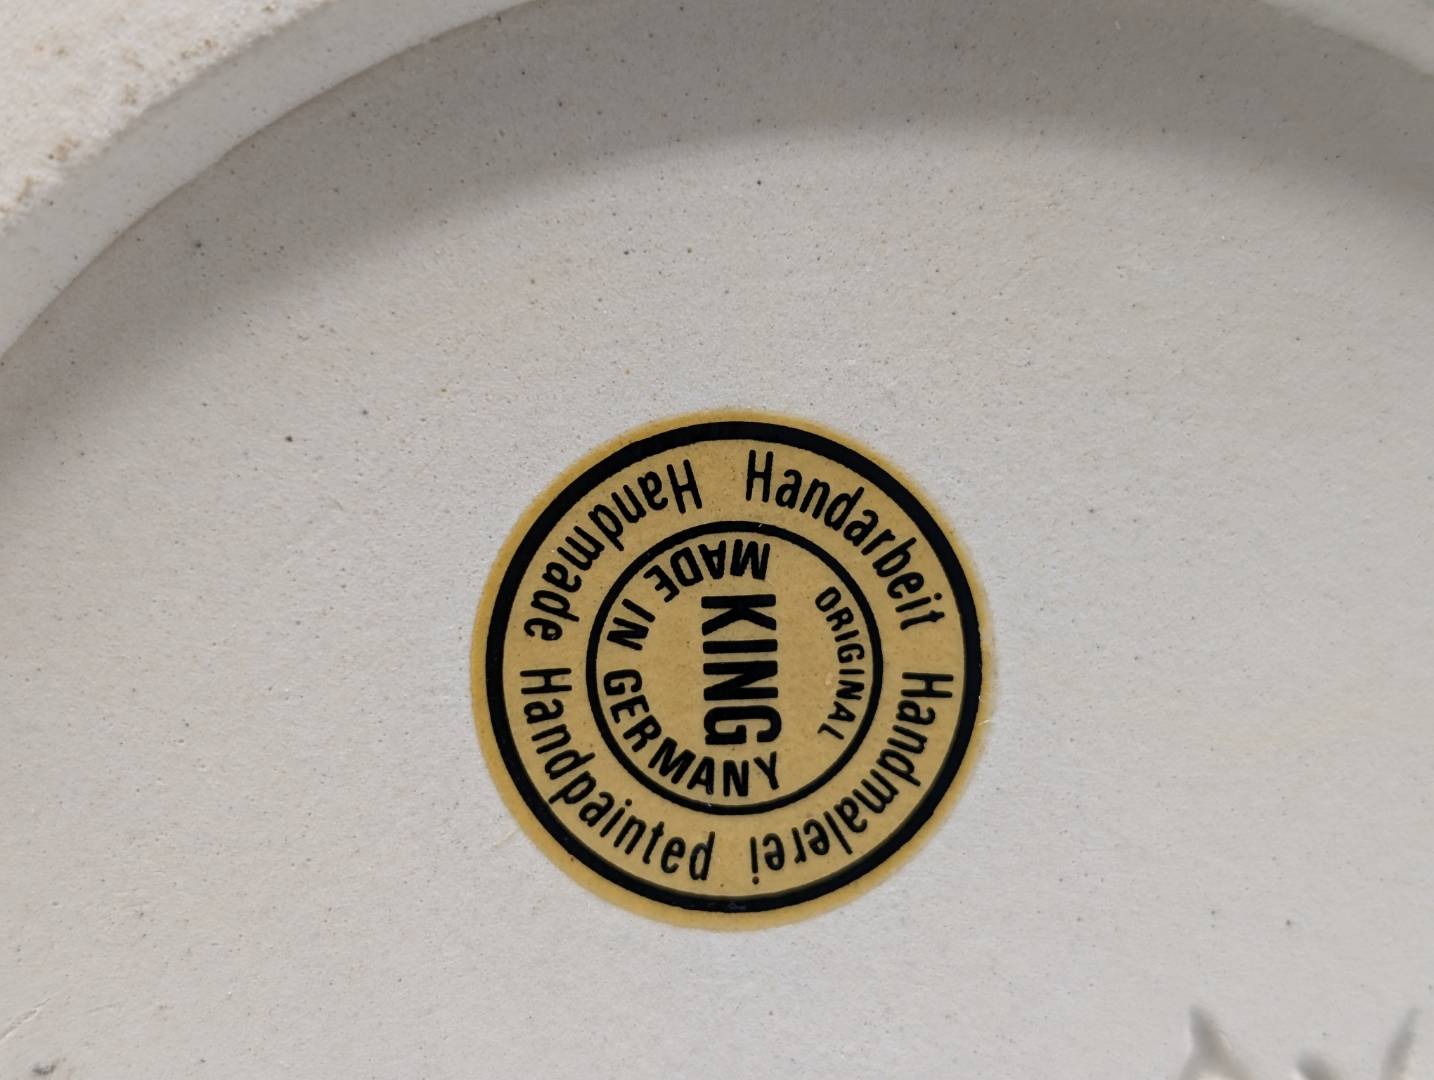 Handarbeit
Handmalerei
Handmade
Handpainted
ORIGINAL
KING
MADE IN GERMANY